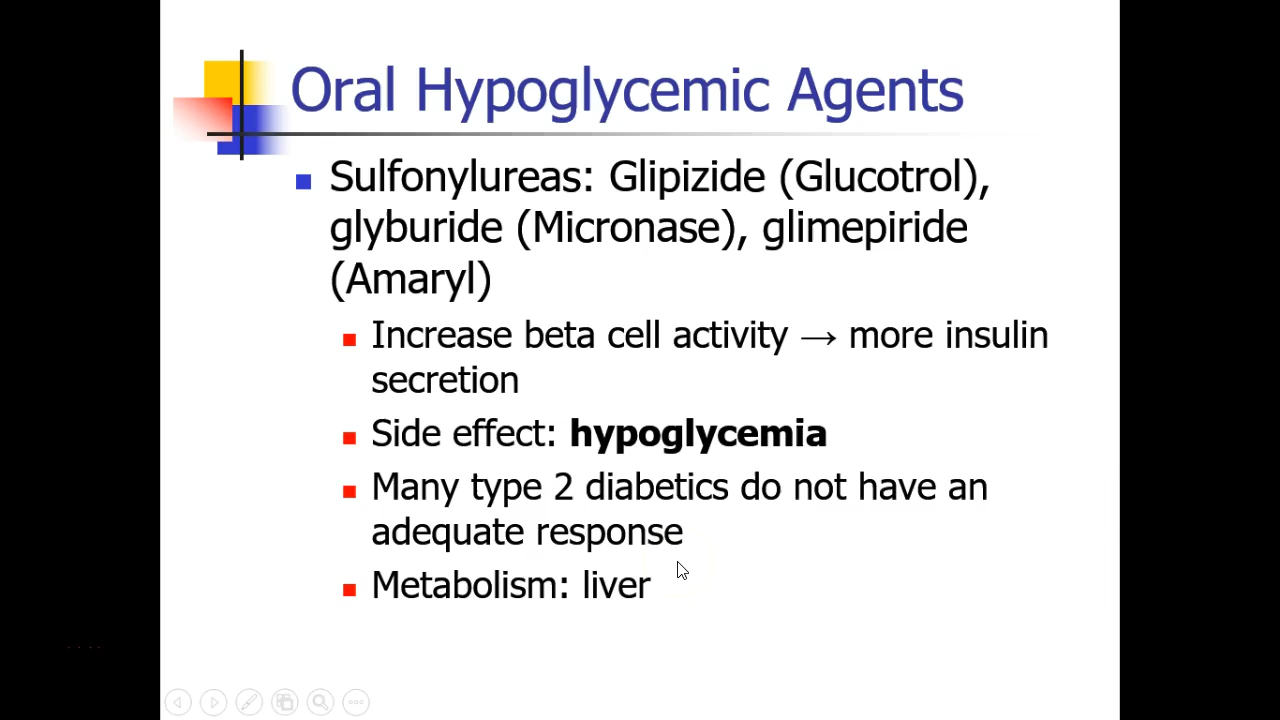 Oral Hypoglycemic Agents
Sulfonylureas: Glipizide (Glucotrol),
glyburide (Micronase), glimepiride
(Amaryl)
Increase beta cell activity → more insulin
secretion
Side effect: hypoglycemia
Many type 2 diabetics do not have an
adequate response
Metabolism: liver